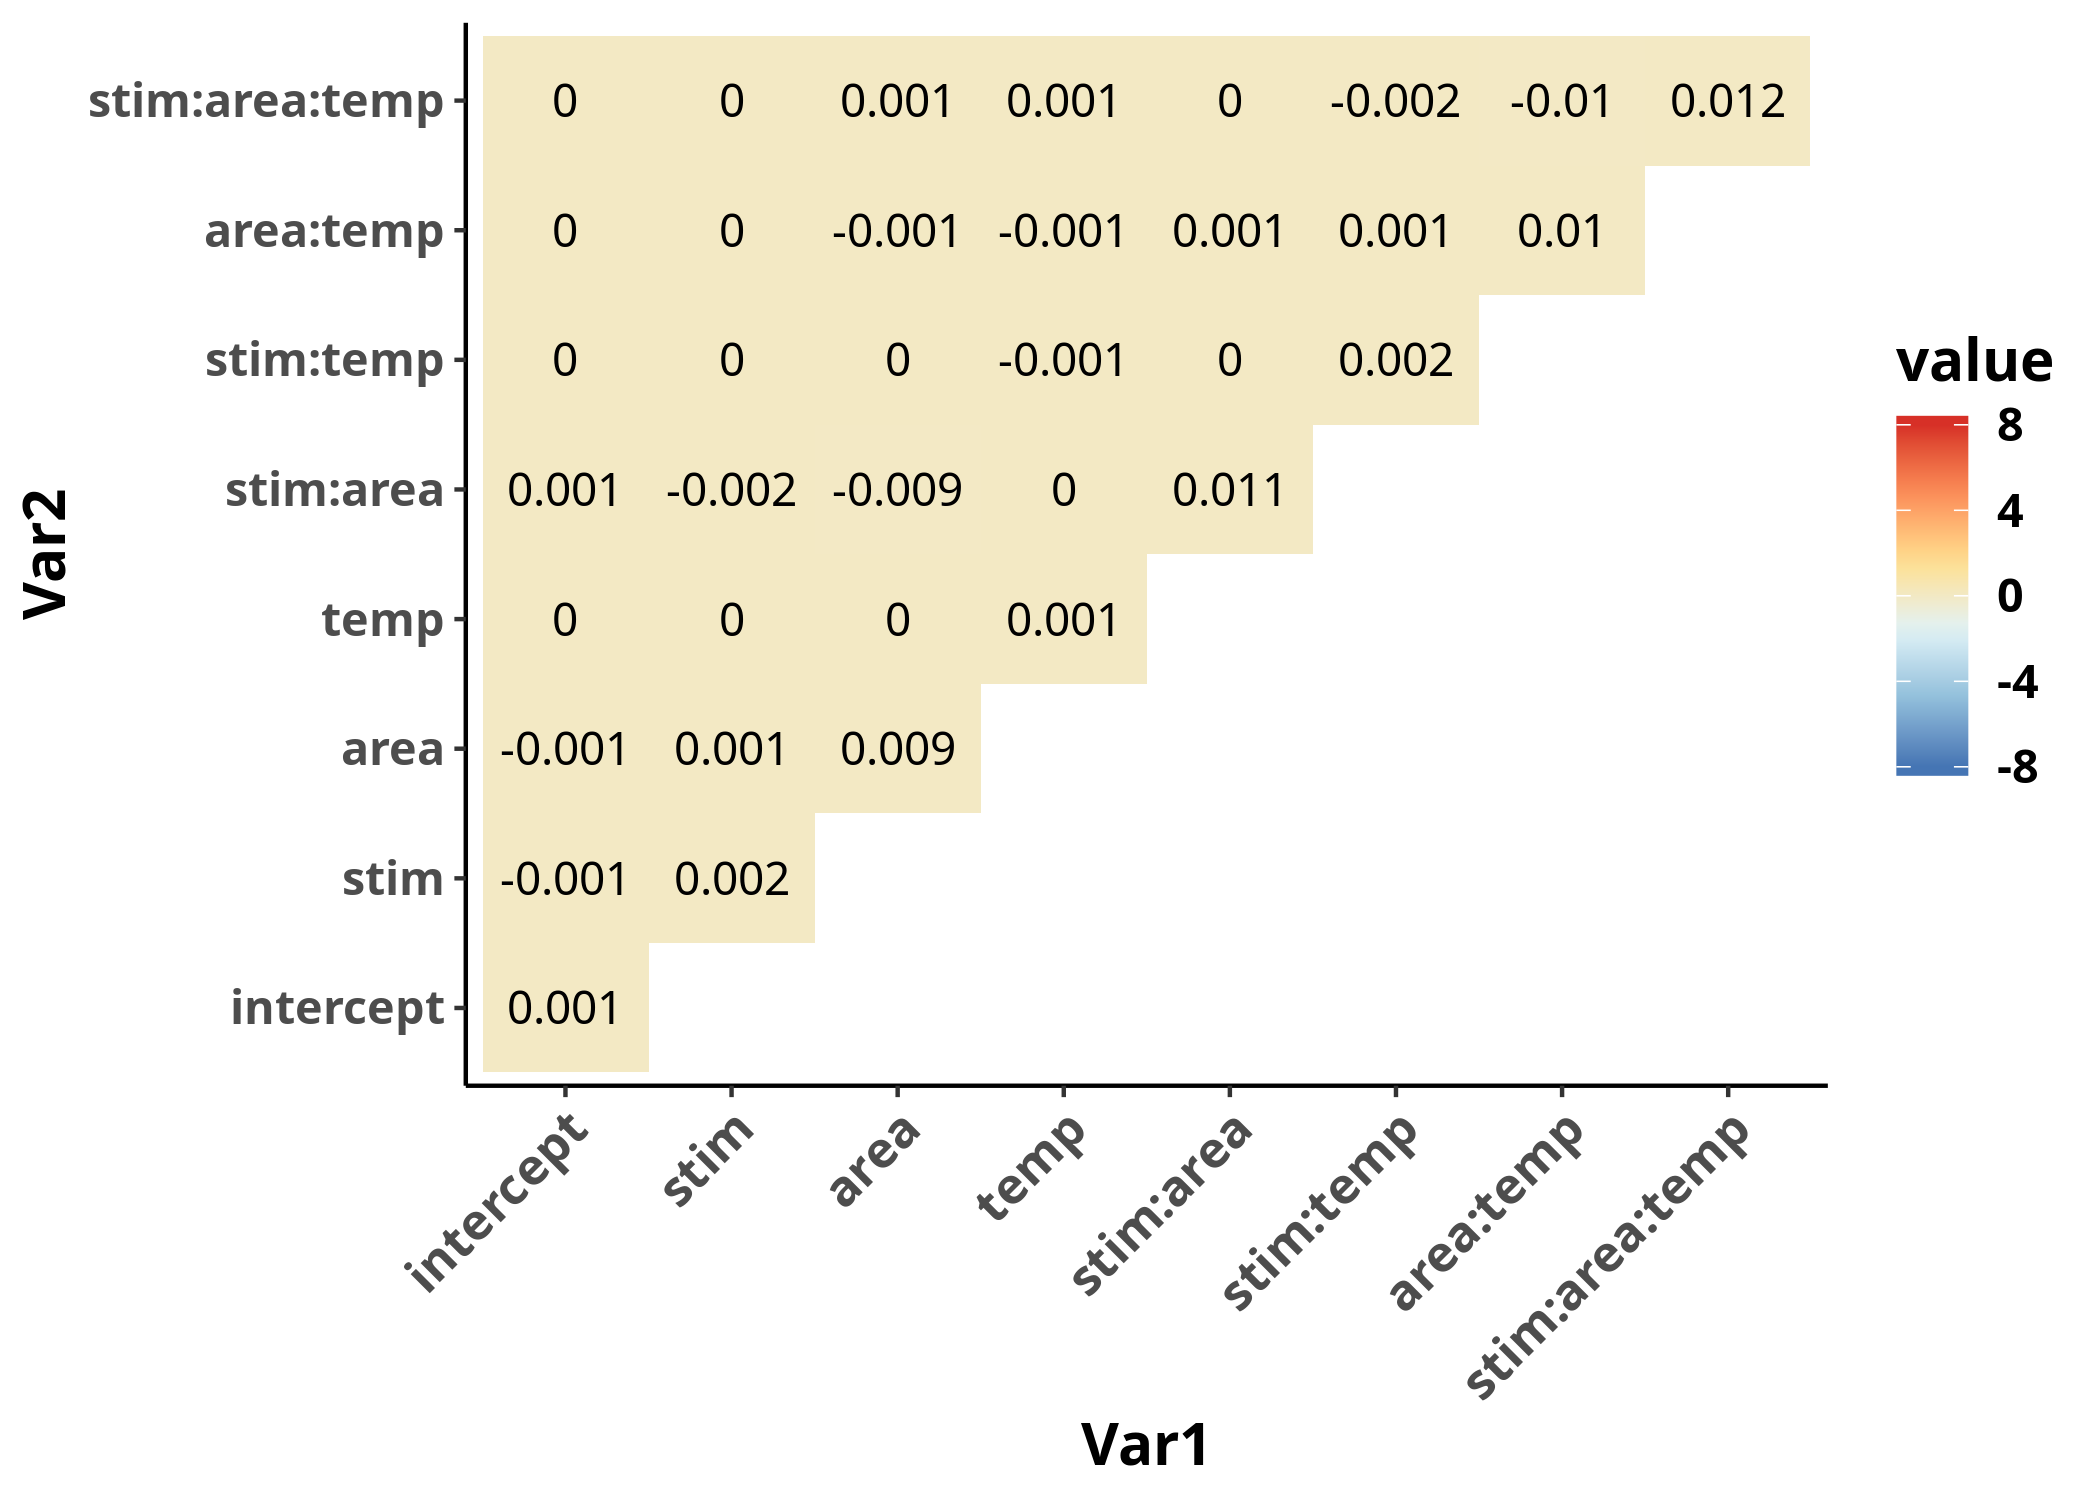 stim:area:temp 0 0 0.001 0.001 0 -0.002 -0.01 0.012
area:temp 0 0 -0.001 -0.001 0.001 0.001 0.01
stim:temp 0 0 0 -0.001 0 0.002
stim:area 0.001 -0.002 -0.009 0 0.011
temp 0 0 0 0.001
area -0.001 0.001 0.009
stim -0.001 0.002
intercept 0.001
Var2
intercept stim area temp stim:area stim:temp area:temp stim:area:temp
Var1
value
8
4
0
-4
-8